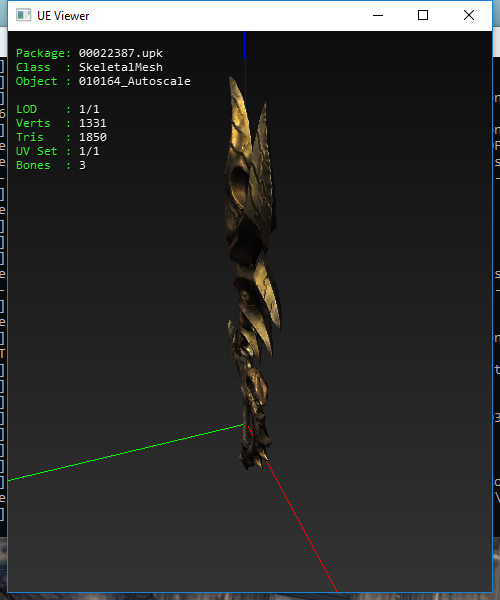 UE Viewer
Package: 00022387.upk
Class : SkeletalMesh
Object : 010164_Autoscale
LOD : 1/1
Verts : 1331
Tris : 1850
UV Set : 1/1
Bones : 3